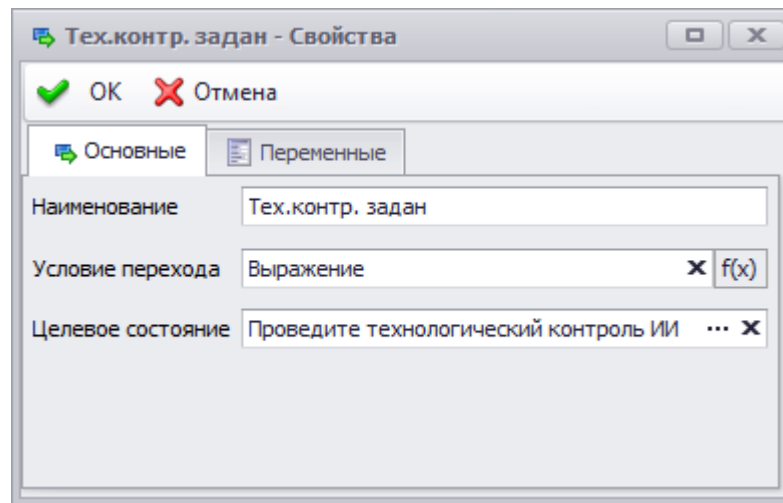 Тех.контр. задан - Свойства
ОК Отмена
Основные Переменные
Наименование Тех.контр. задан
Условие перехода Выражение f(x)
Целевое состояние Проведите технологический контроль ИИ ...